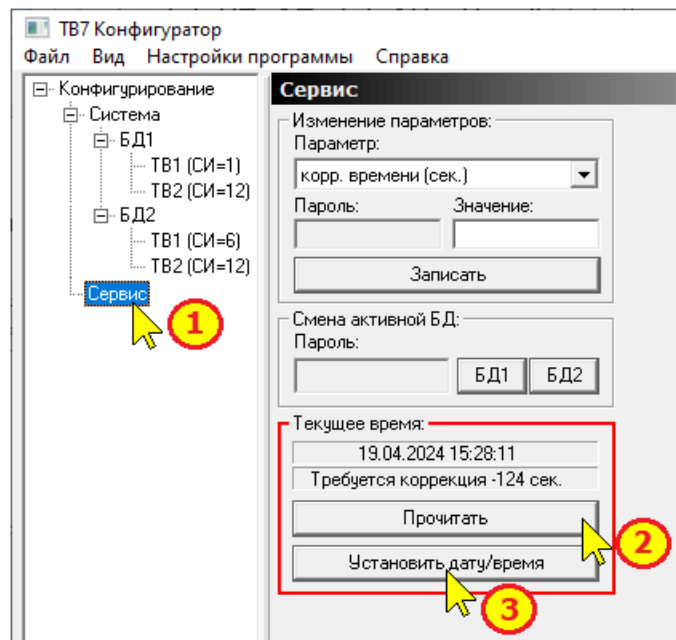 ТВ7 Конфигуратор
Файл Вид Настройки программы Справка
Конфигурирование
Система
БД1
ТВ1 (СИ=1)
ТВ2 (СИ=12)
БД2
ТВ1 (СИ=6)
ТВ2 (СИ=12)
Сервис
1
Сервис
Изменение параметров:
Параметр:
корр. времени (сек.)
Пароль: Значение:
Записать
Смена активной БД:
Пароль:
БД1 БД2
Текущее время:
19.04.2024 15:28:11
Требуется коррекция -124 сек.
Прочитать
2
Установить дату/время
3